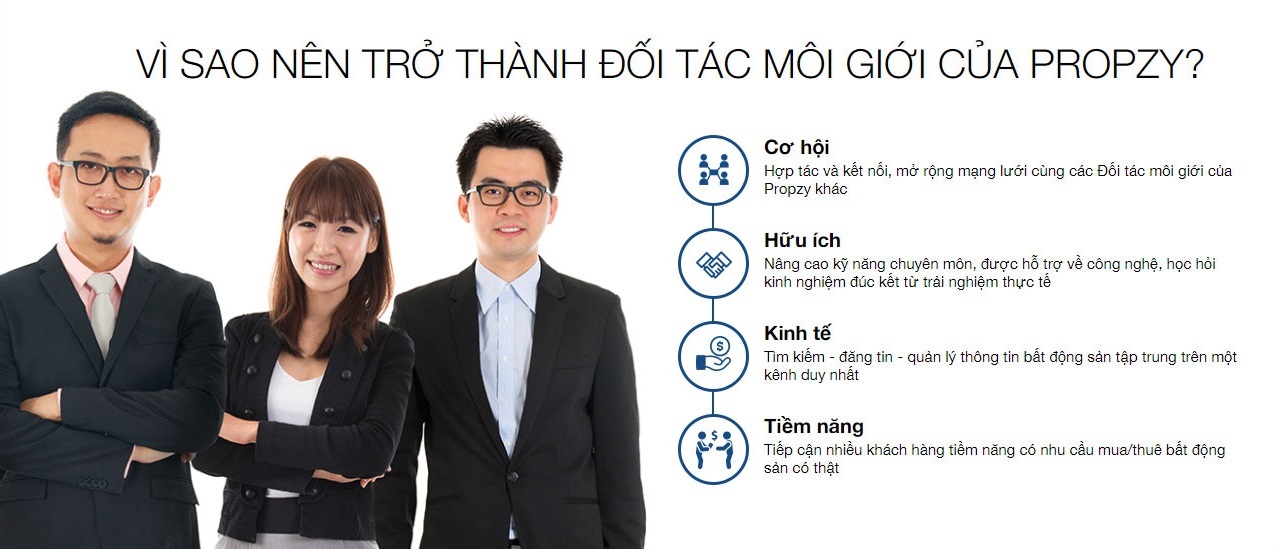 VÌ SAO NÊN TRỞ THÀNH ĐỐI TÁC MÔI GIỚI CỦA PROPZY?
Cơ hội
Hợp tác và kết nối, mở rộng mạng lưới cùng các Đối tác môi giới của
Propzy khác
Hữu ích
Nâng cao kỹ năng chuyên môn, được hỗ trợ về công nghệ, học hỏi
kinh nghiệm đúc kết từ trải nghiệm thực tế
Kinh tế
Tìm kiếm - đăng tin - quản lý thông tin bất động sản tập trung trên một
kênh duy nhất
Tiềm năng
Tiếp cận nhiều khách hàng tiềm năng có nhu cầu mua/thuê bất động
sản có thật